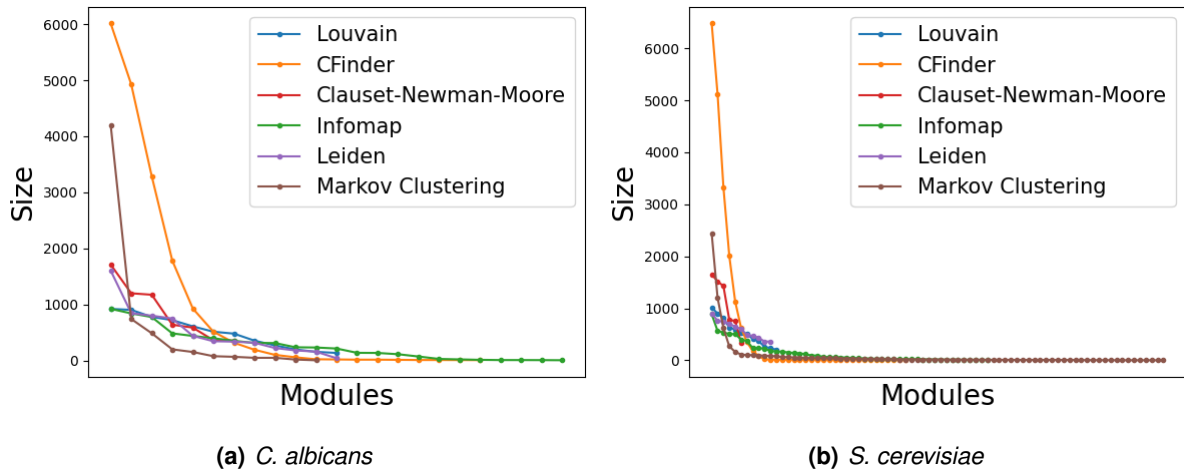 6000
5000
4000
3000
2000
1000
0
Size
Modules
Louvain
CFinder
Clauset-Newman-Moore
Infomap
Leiden
Markov Clustering
(a) C. albicans
6000
5000
4000
3000
2000
1000
0
Size
Modules
Louvain
CFinder
Clauset-Newman-Moore
Infomap
Leiden
Markov Clustering
(b) S. cerevisiae